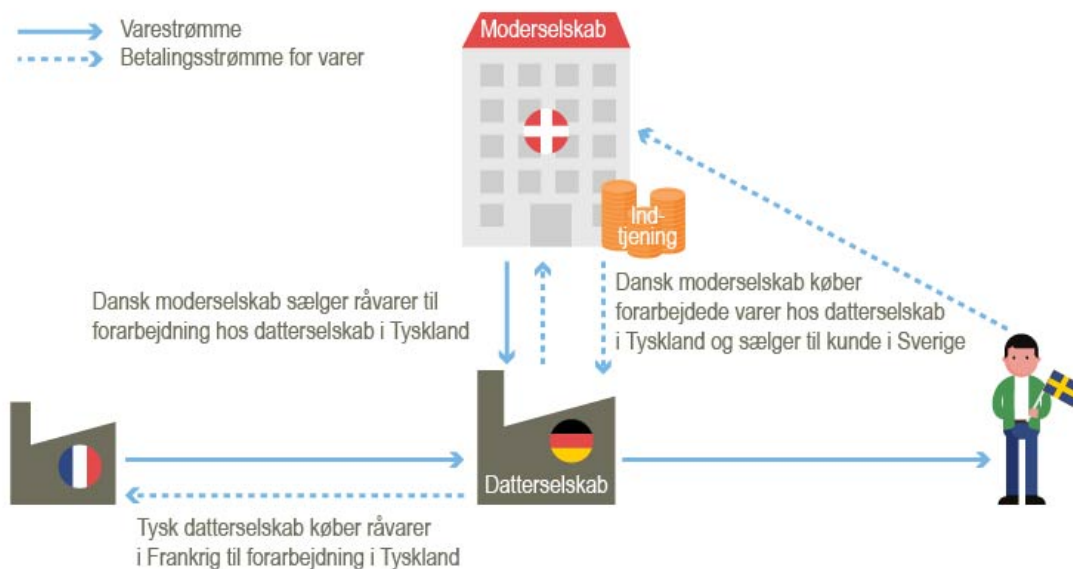 Varestrømme
Betalingsstrømme for varer
Moderselskab
Ind-
tjening
Dansk moderselskab sælger råvarer til
forarbejdning hos datterselskab i Tyskland
Dansk moderselskab køber
forarbejdede varer hos datterselskab
i Tyskland og sælger til kunde i Sverige
Datterselskab
Tysk datterselskab køber råvarer
i Frankrig til forarbejdning i Tyskland